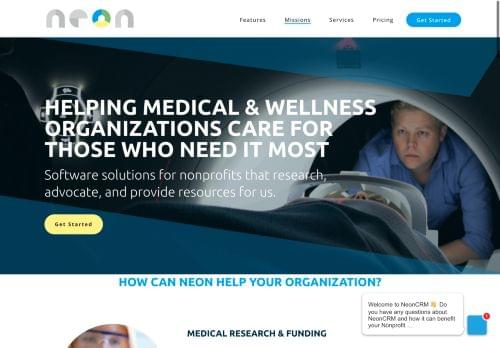 neon
Features Missions Services Pricing Get Started
HELPING MEDICAL & WELLNESS
ORGANIZATIONS CARE FOR
THOSE WHO NEED IT MOST
Software solutions for nonprofits that research,
advocate, and provide resources for us.
Get Started
HOW CAN NEON HELP YOUR ORGANIZATION?
Welcome to NeonCRM 👋 Do
you have any questions about
NeonCRM and how it can benefit
your Nonprofit ...
1
MEDICAL RESEARCH & FUNDING